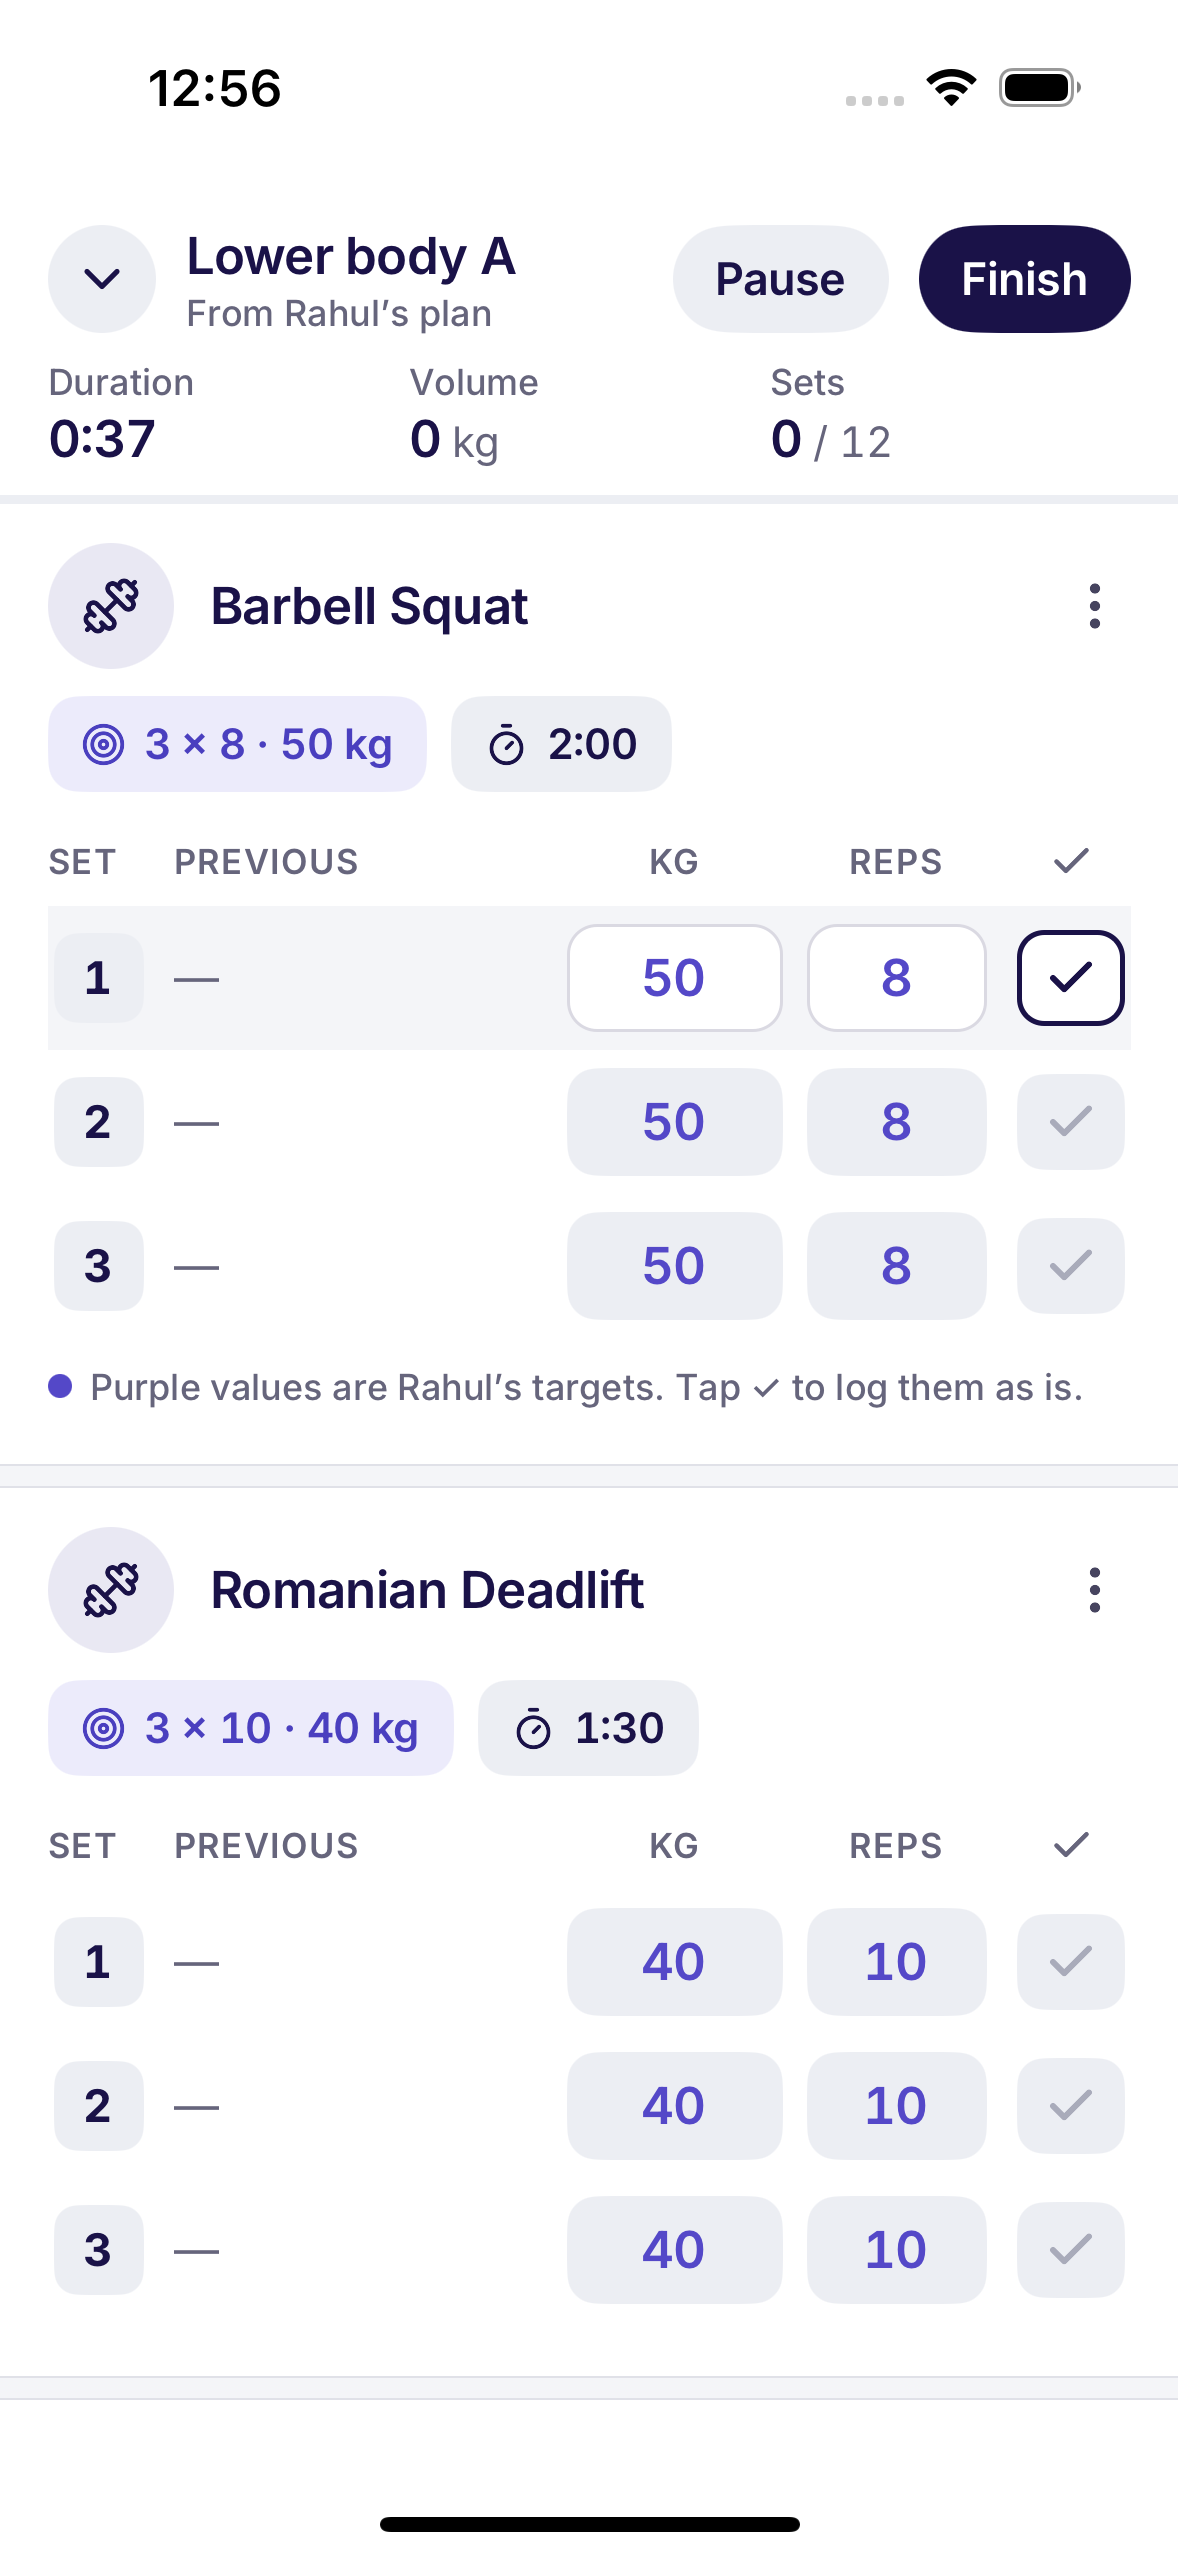 12:56
Lower body A
From Rahul’s plan
Pause
Finish
Duration
Volume
Sets
0:37
0 kg
0 / 12
Barbell Squat
3 × 8 · 50 kg
2:00
SET PREVIOUS KG REPS ✓
1 — 50 8 ✓
2 — 50 8 ✓
3 — 50 8 ✓
Purple values are Rahul’s targets. Tap ✓ to log them as is.
Romanian Deadlift
3 × 10 · 40 kg
1:30
SET PREVIOUS KG REPS ✓
1 — 40 10 ✓
2 — 40 10 ✓
3 — 40 10 ✓